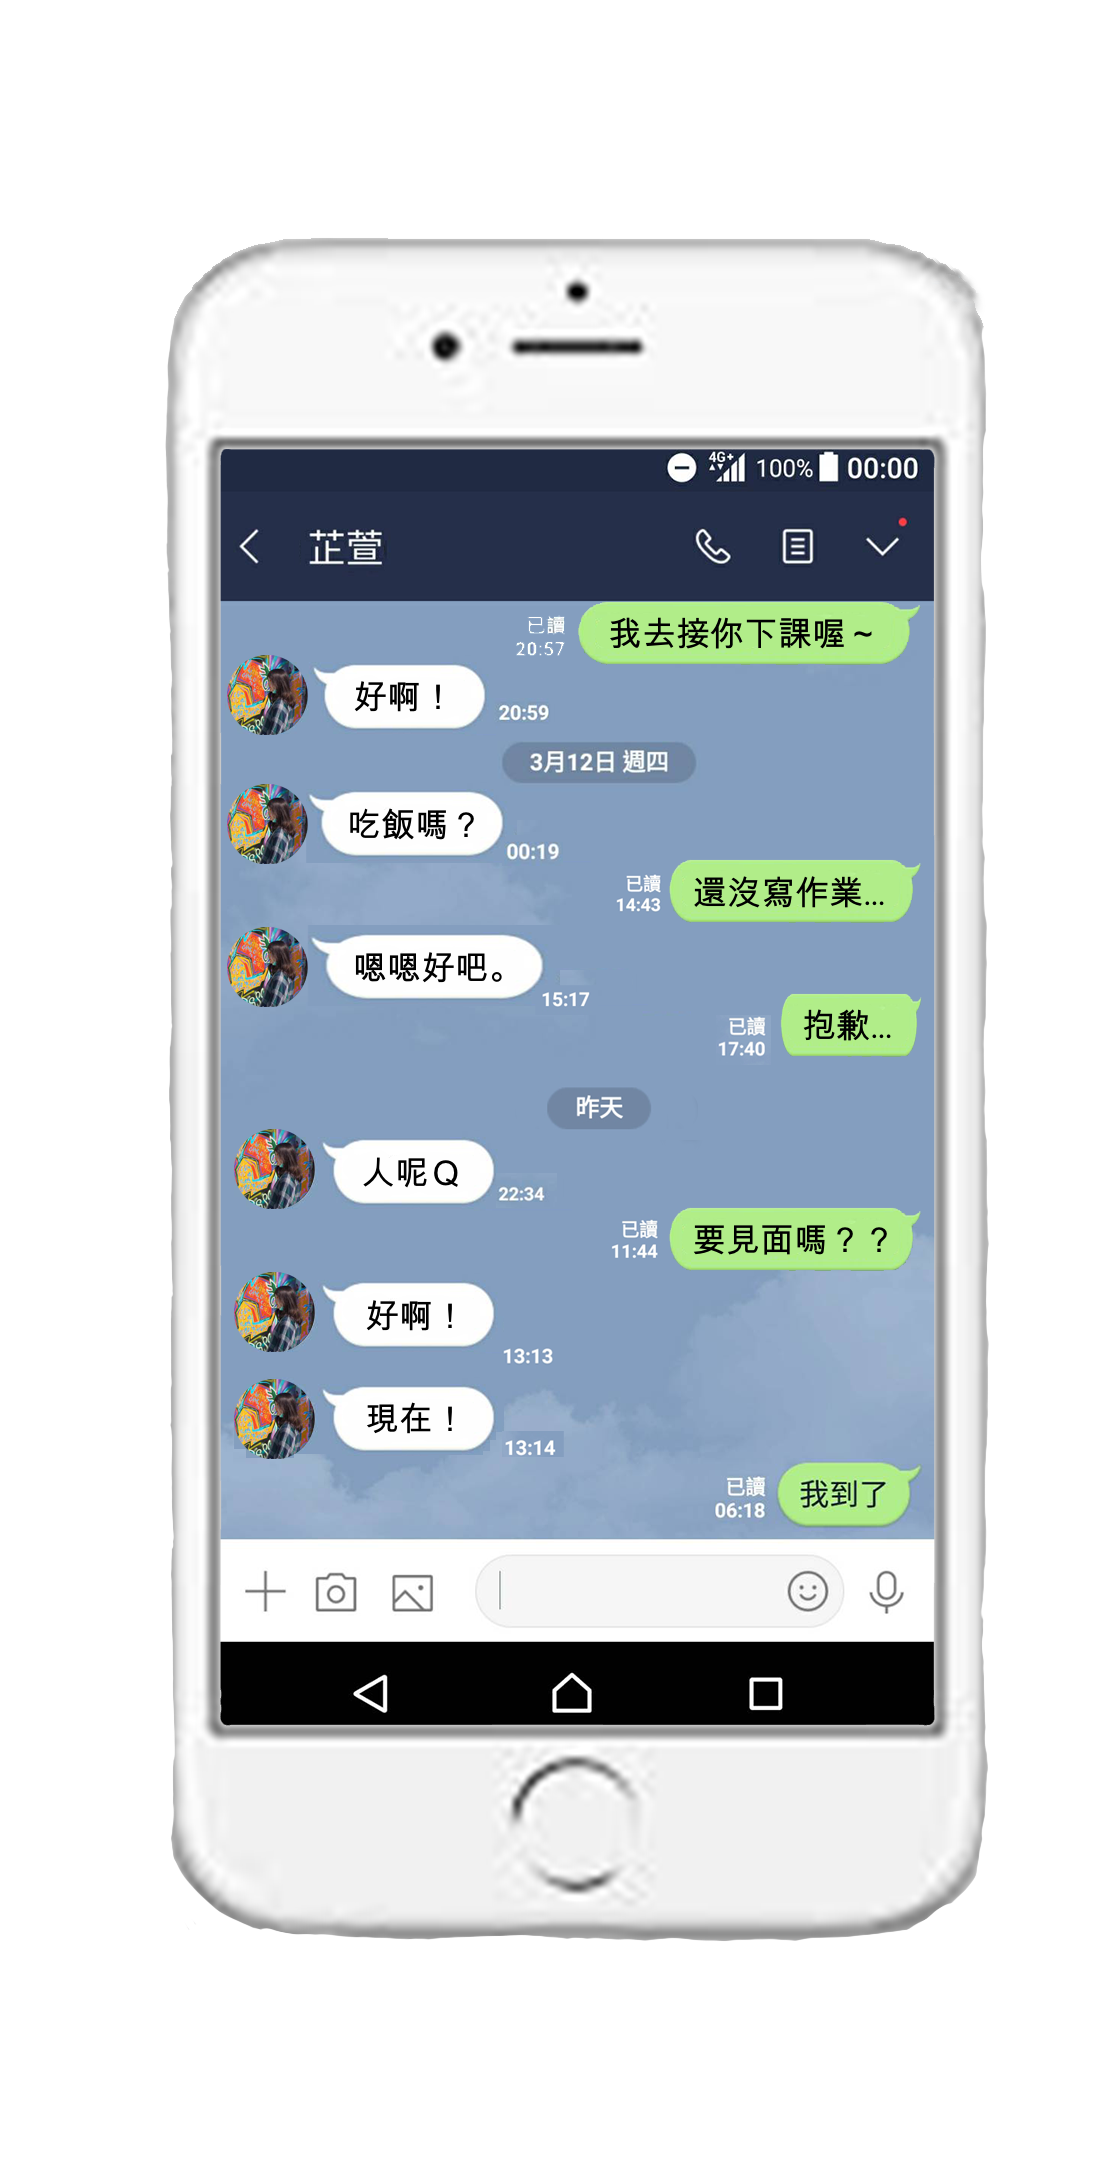 4G+ 100% 00:00
芷萱
我去接你下課喔～
已讀
20:57
好啊！
20:59
3月12日 週四
吃飯嗎？
00:19
還沒寫作業...
已讀
14:43
嗯嗯好吧。
15:17
抱歉...
已讀
17:40
昨天
人呢Q
22:34
要見面嗎？？
已讀
11:44
好啊！
13:13
現在！
13:14
我到了
已讀
06:18